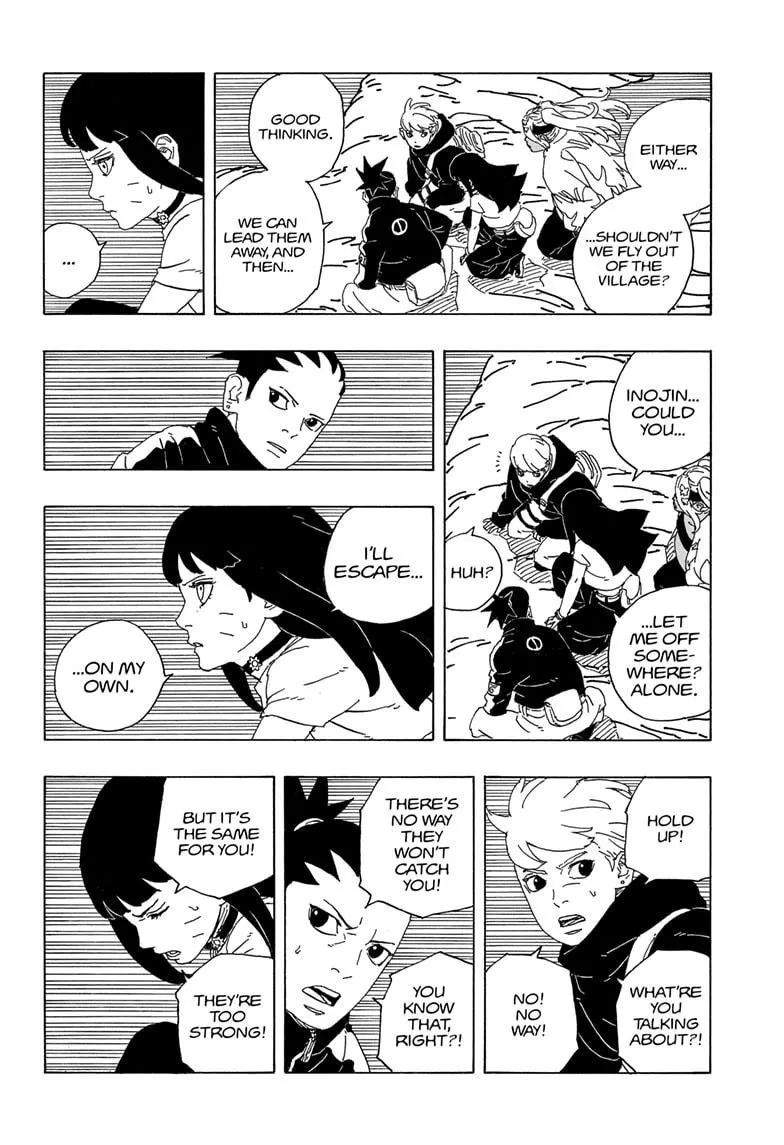 EITHER
WAY...
...SHOULDN'T
WE FLY OUT
OF THE
VILLAGE?
GOOD
THINKING.
WE CAN
LEAD THEM
AWAY, AND
THEN...
...
INOJIN...
COULD
YOU...
HUH?
...LET
ME OFF
SOME-
WHERE?
ALONE.
I'LL
ESCAPE...
...ON MY
OWN.
HOLD
UP!
WHAT'RE
YOU
TALKING
ABOUT?!
NO!
NO
WAY!
THERE'S
NO WAY
THEY
WON'T
CATCH
YOU!
YOU
KNOW
THAT,
RIGHT?!
BUT IT'S
THE SAME
FOR YOU!
THEY'RE
TOO
STRONG!